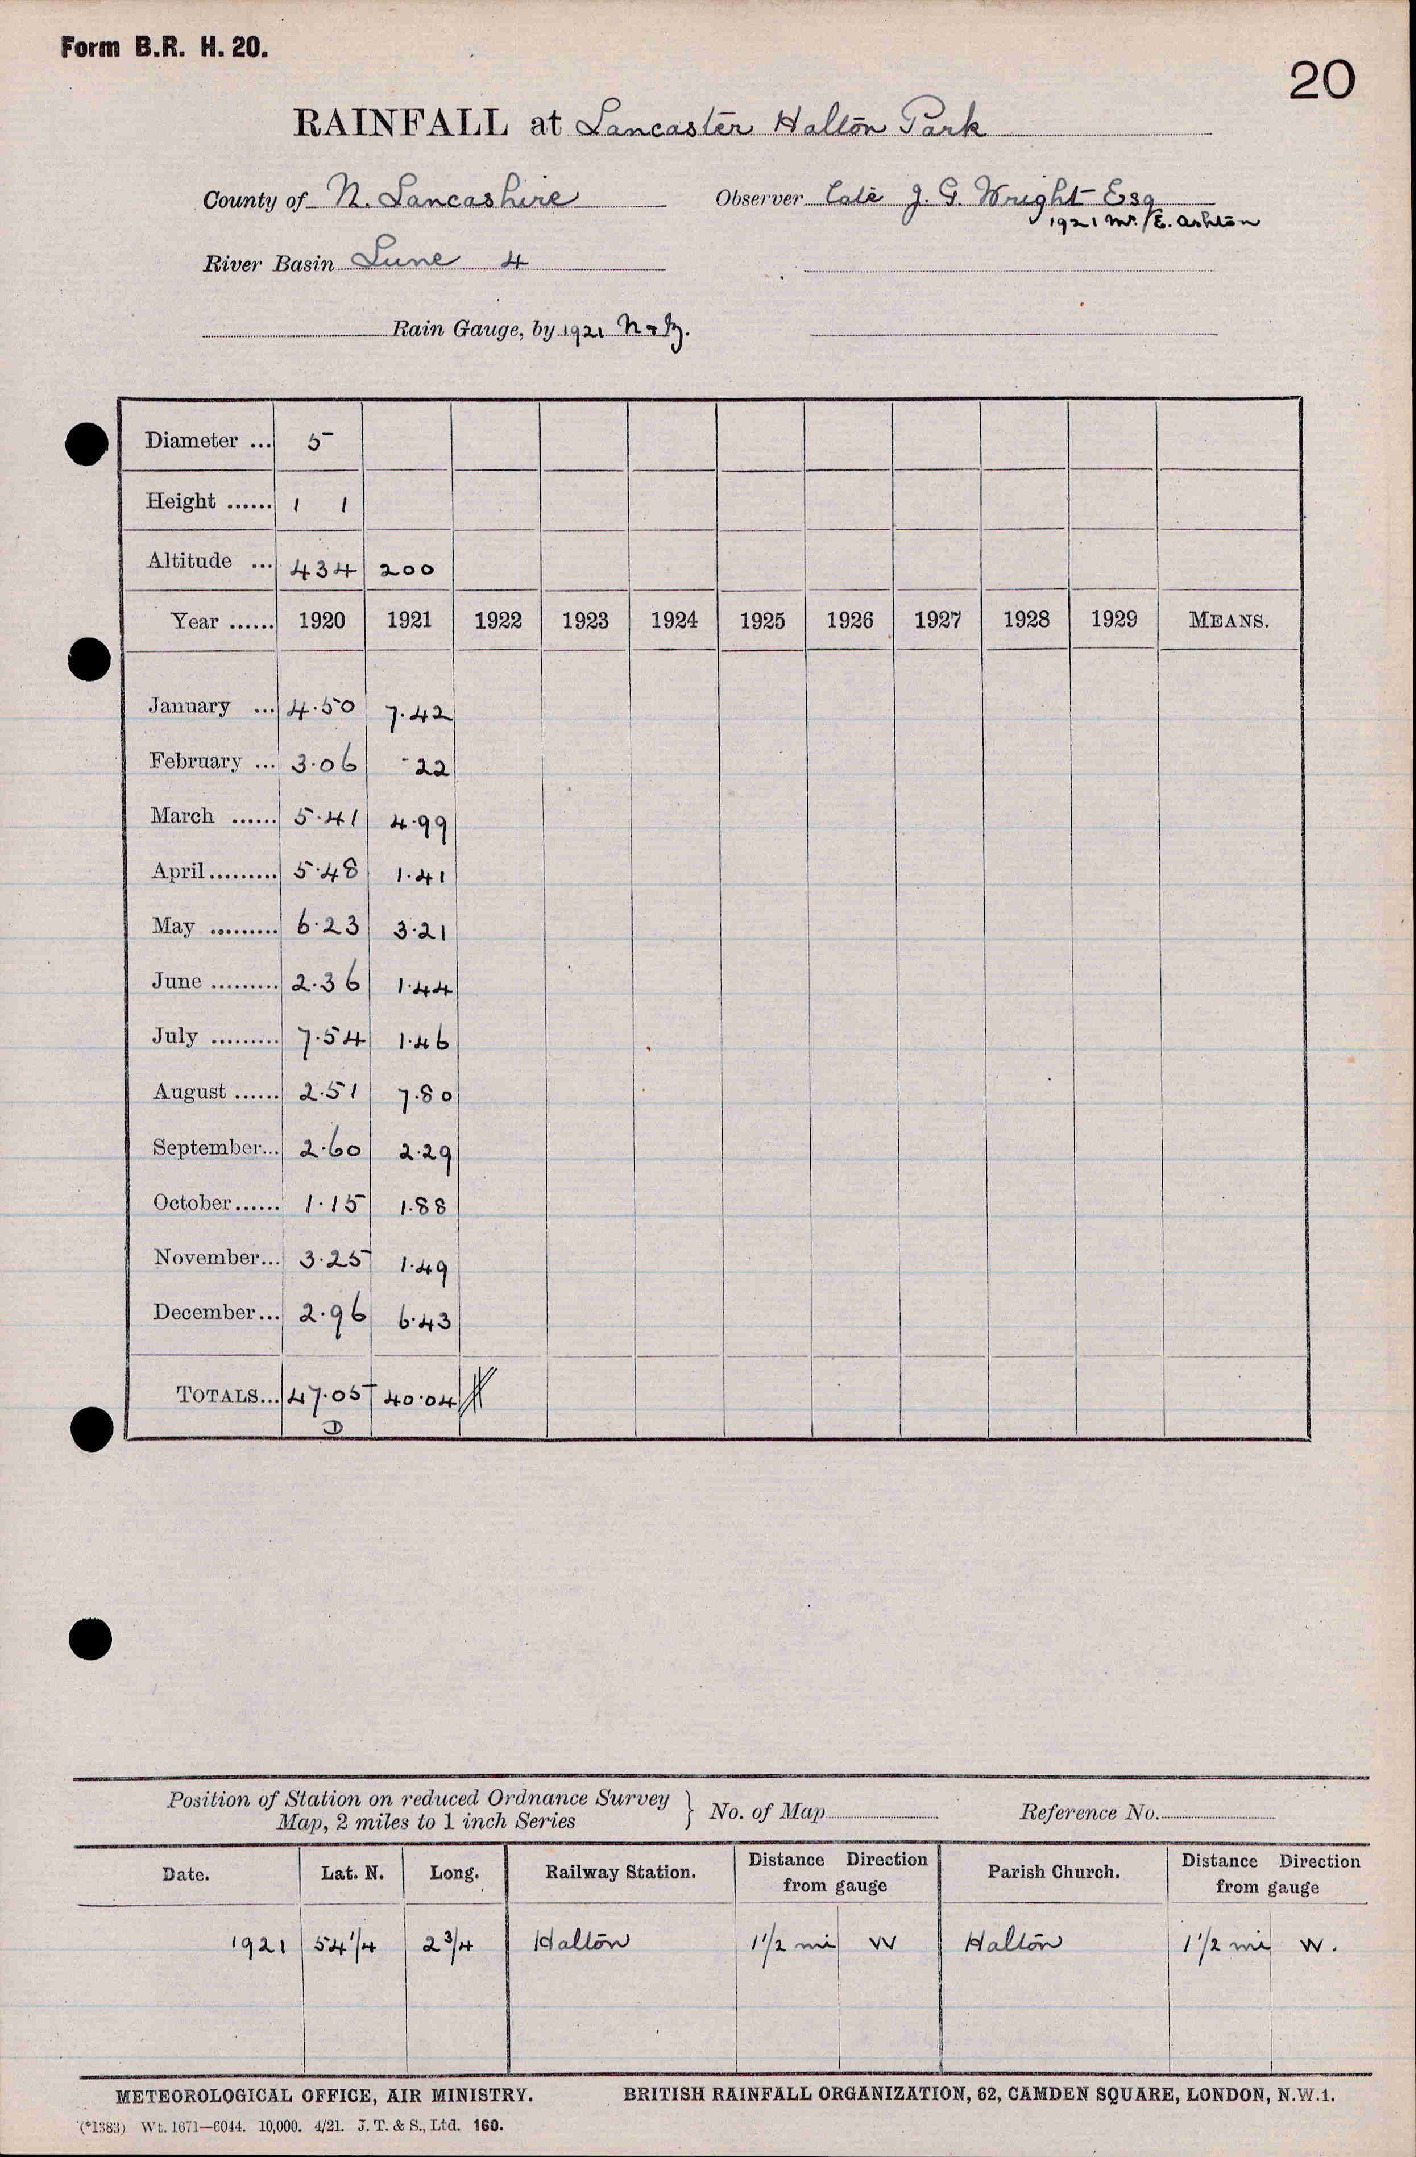 Form B.R. H. 20.
20
RAINFALL at Lancaster Halton Park
County of N. Lancashire Observer Late J. G. Wright Esq
1921 Mr. E. Ashton
River Basin Lune 4
Rain Gauge, by 1921 N & Z.
Diameter ... 5
Height ...... 1 1
Altitude ... 434 200
Year ...... 1920 1921 1922 1923 1924 1925 1926 1927 1928 1929 MEANS.
January ... 4.50 7.42
February ... 3.06 .22
March ...... 5.41 4.99
April ......... 5.48 1.41
May ......... 6.23 3.21
June ......... 2.36 1.44
July ......... 7.54 1.46
August ...... 2.51 7.80
September... 2.60 2.29
October...... 1.15 1.88
November... 3.25 1.49
December... 2.96 6.43
TOTALS... 47.05 40.04
D
Position of Station on reduced Ordnance Survey
Map, 2 miles to 1 inch Series } No. of Map Reference No.
Date. Lat. N. Long. Railway Station. Distance Direction from gauge Parish Church. Distance Direction from gauge
1921 54 1/4 2 3/4 Halton 1 1/2 mi W Halton 1 1/2 mi W.
METEOROLOGICAL OFFICE, AIR MINISTRY. BRITISH RAINFALL ORGANIZATION, 62, CAMDEN SQUARE, LONDON, N.W.1.
(*1383) Wt. 1671—6044. 10,000. 4/21. J. T. & S., Ltd. 160.